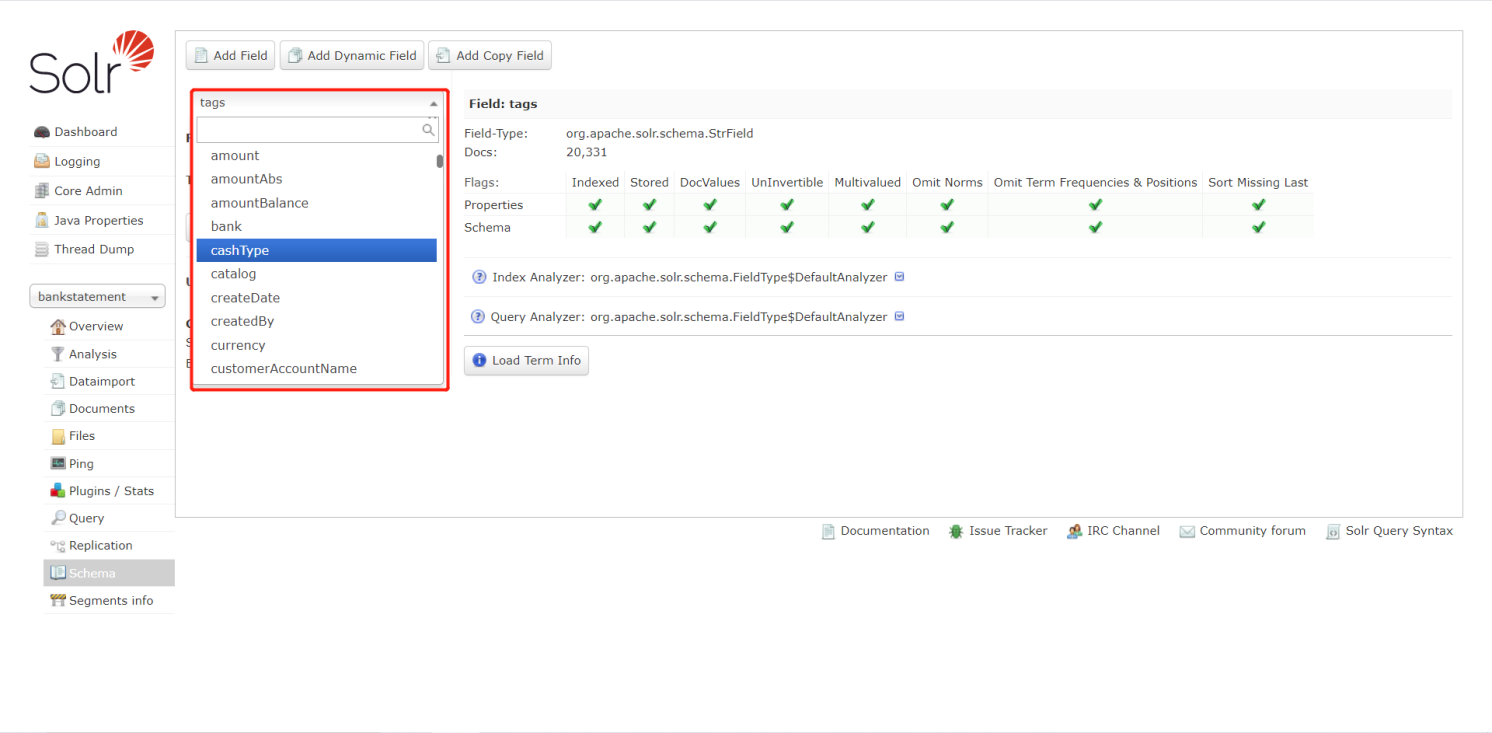 Solr
Dashboard
Logging
Core Admin
Java Properties
Thread Dump
bankstatement
Overview
Analysis
Dataimport
Documents
Files
Ping
Plugins / Stats
Query
Replication
Schema
Segments info
Add Field Add Dynamic Field Add Copy Field
tags
amount
amountAbs
amountBalance
bank
cashType
catalog
createDate
createdBy
currency
customerAccountName
Field: tags
Field-Type: org.apache.solr.schema.StrField
Docs: 20,331
Flags: Indexed Stored DocValues UnInvertible Multivalued Omit Norms Omit Term Frequencies & Positions Sort Missing Last
Properties
Schema
Index Analyzer: org.apache.solr.schema.FieldType$DefaultAnalyzer
Query Analyzer: org.apache.solr.schema.FieldType$DefaultAnalyzer
Load Term Info
Documentation Issue Tracker IRC Channel Community forum Solr Query Syntax